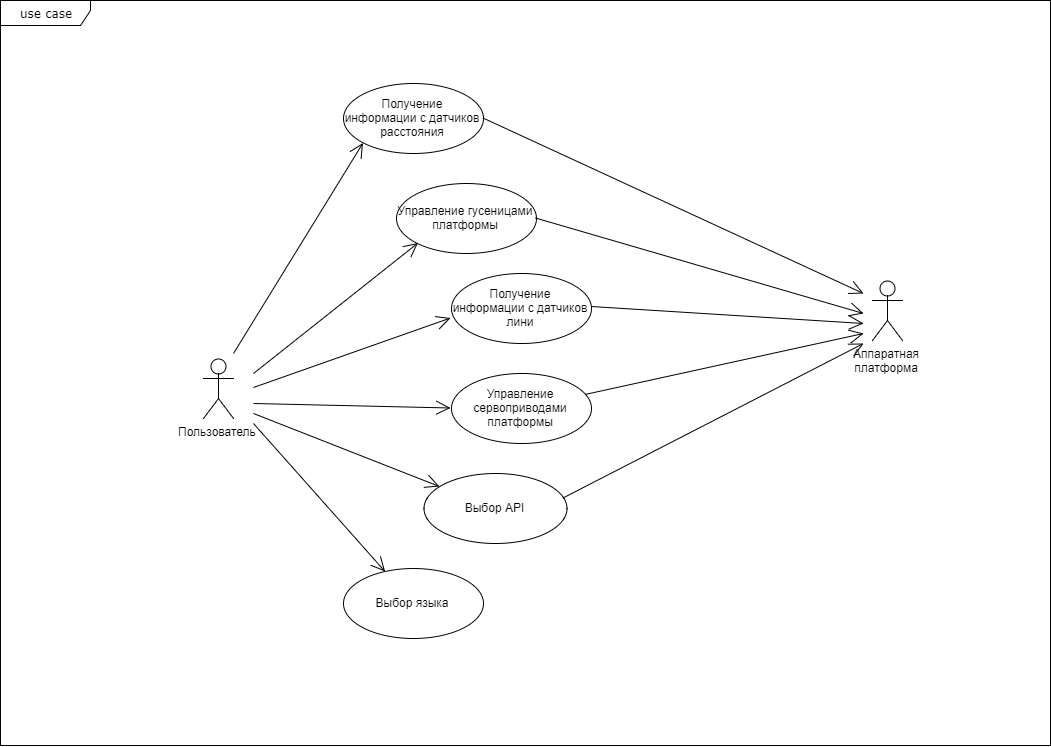 use case
Получение
информации с датчиков
расстояния
Управление гусеницами
платформы
Получение
информации с датчиков
лини
Аппаратная
платформа
Управление
сервоприводами
платформы
Пользователь
Выбор API
Выбор языка